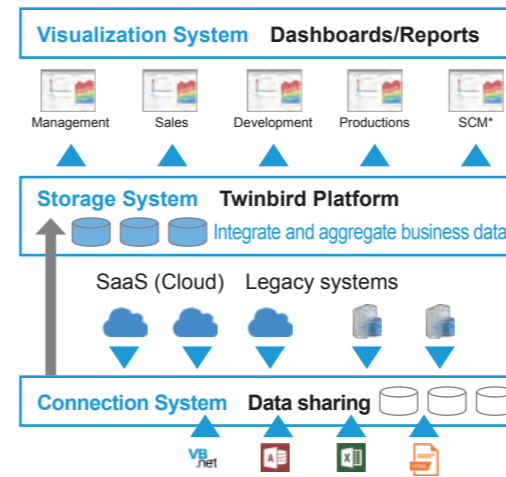 Visualization System Dashboards/Reports
Management Sales Development Productions SCM*
Storage System Twinbird Platform
Integrate and aggregate business data
SaaS (Cloud) Legacy systems
Connection System Data sharing
VB.net A X HTML